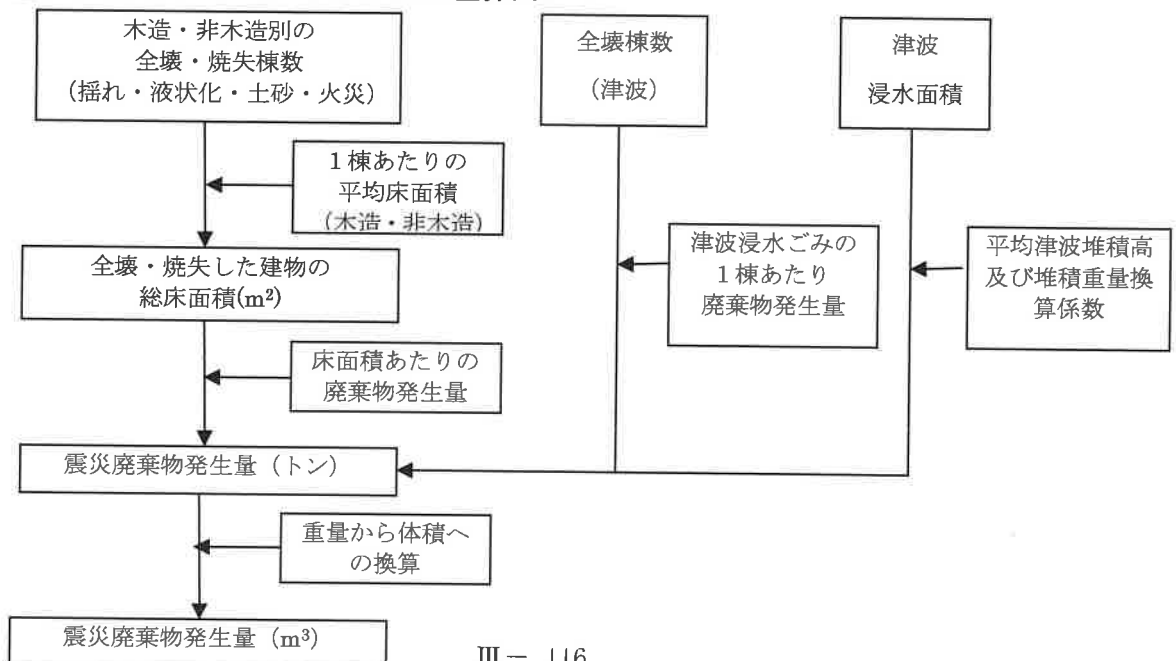 木造・非木造別の
全壊・焼失棟数
(揺れ・液状化・土砂・火災)
全壊棟数
(津波)
津波
浸水面積
1棟あたりの
平均床面積
(木造・非木造)
津波浸水ごみの
1棟あたり
廃棄物発生量
平均津波堆積高
及び堆積重量換
算係数
全壊・焼失した建物の
総床面積(m²)
床面積あたりの
廃棄物発生量
震災廃棄物発生量（トン）
重量から体積へ
の換算
震災廃棄物発生量（m³）
Ⅲ－ 116